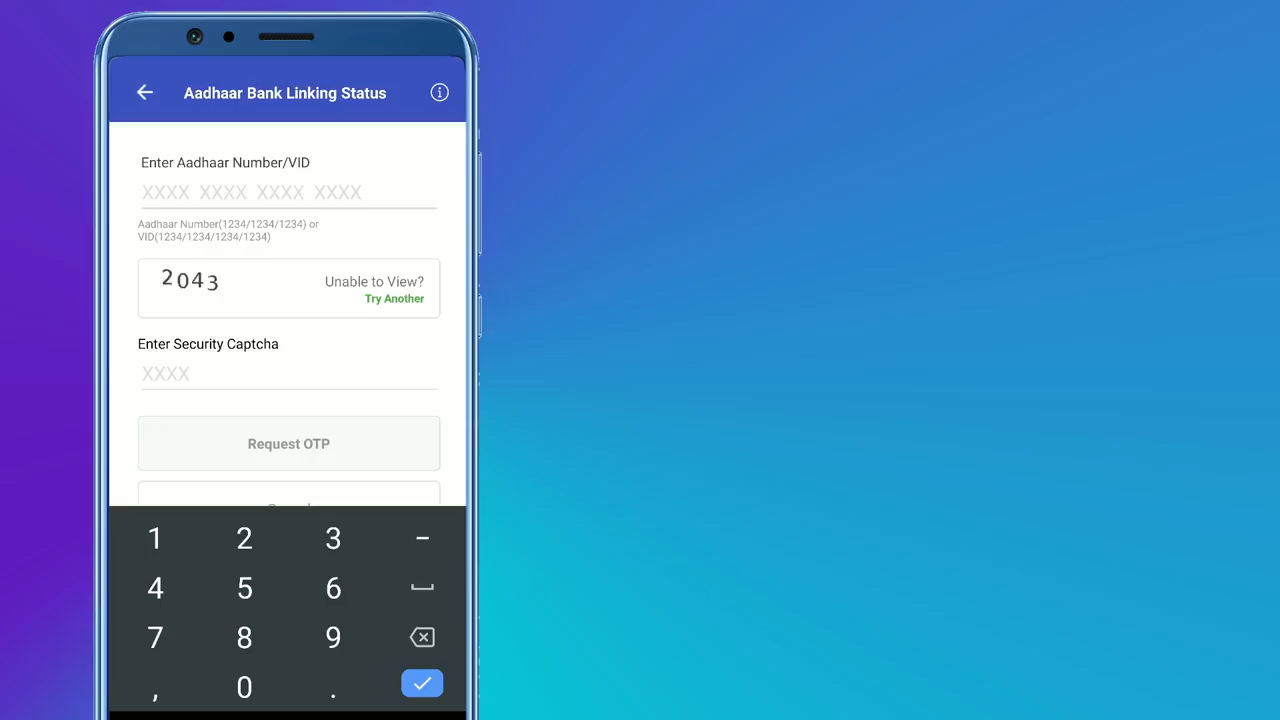 Aadhaar Bank Linking Status
Enter Aadhaar Number/VID
XXXX XXXX XXXX XXXX
Aadhaar Number(1234/1234/1234) or
VID(1234/1234/1234/1234)
2043
Unable to View?
Try Another
Enter Security Captcha
XXXX
Request OTP
1 2 3 -
4 5 6
7 8 9
, 0 .